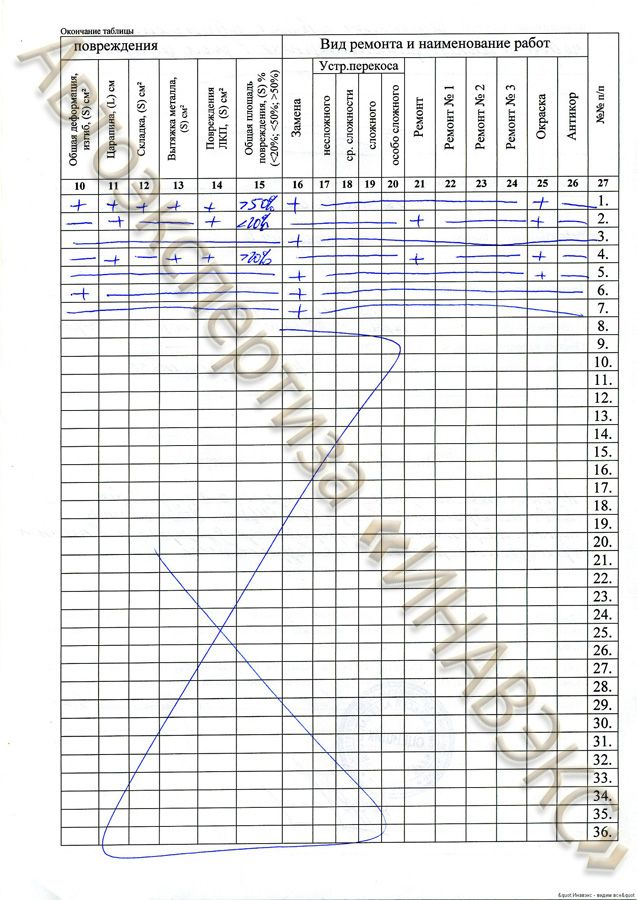 Окончание таблицы
повреждения Вид ремонта и наименование работ
Устр.перекоса
Общая деформация, изгиб, (S) см²
Царапина, (L) см
Складка, (S) см²
Вытяжка металла, (S) см²
Повреждения ЛКП, (S) см²
Общая площадь повреждения, (S) % (<20%; <50%; >50%)
Замена
несложного
ср. сложности
сложного
особо сложного
Ремонт
Ремонт № 1
Ремонт № 2
Ремонт № 3
Окраска
Антикор
№№ п/п
10 11 12 13 14 15 16 17 18 19 20 21 22 23 24 25 26 27
+ + + + + >50% + — + — 1.
— + — + <20% — + — + — 2.
— + — 3.
— + — + + >20% — + — + — 4.
— + — + — 5.
+ — + — 6.
— + — 7.
8.
9.
10.
11.
12.
13.
14.
15.
16.
17.
18.
19.
20.
21.
22.
23.
24.
25.
26.
27.
28.
29.
30.
31.
32.
33.
34.
35.
36.
Автоэкспертиза «ИНАВЭКС»
&quot;Инавэкс - видим все&quot